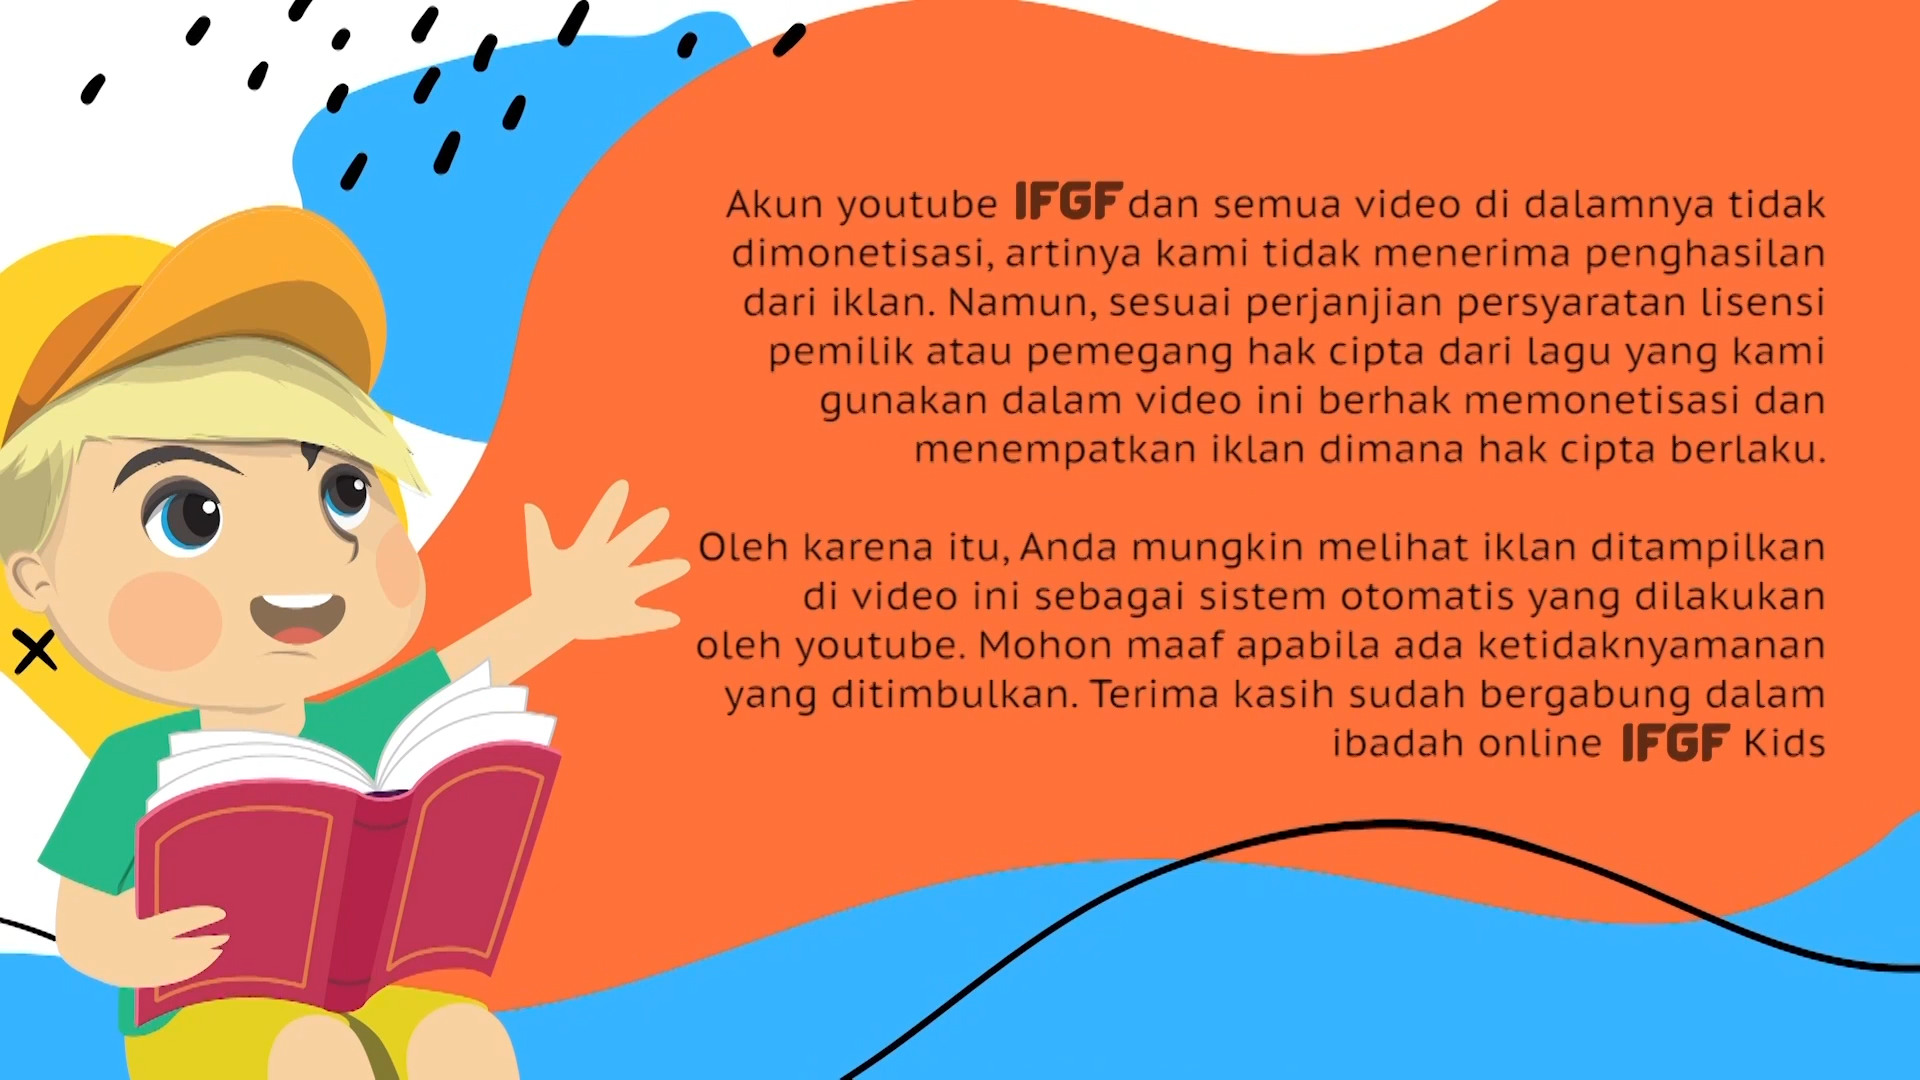 Akun youtube IFGF dan semua video di dalamnya tidak
dimonetisasi, artinya kami tidak menerima penghasilan
dari iklan. Namun, sesuai perjanjian persyaratan lisensi
pemilik atau pemegang hak cipta dari lagu yang kami
gunakan dalam video ini berhak memonetisasi dan
menempatkan iklan dimana hak cipta berlaku.
Oleh karena itu, Anda mungkin melihat iklan ditampilkan
di video ini sebagai sistem otomatis yang dilakukan
oleh youtube. Mohon maaf apabila ada ketidaknyamanan
yang ditimbulkan. Terima kasih sudah bergabung dalam
ibadah online IFGF Kids